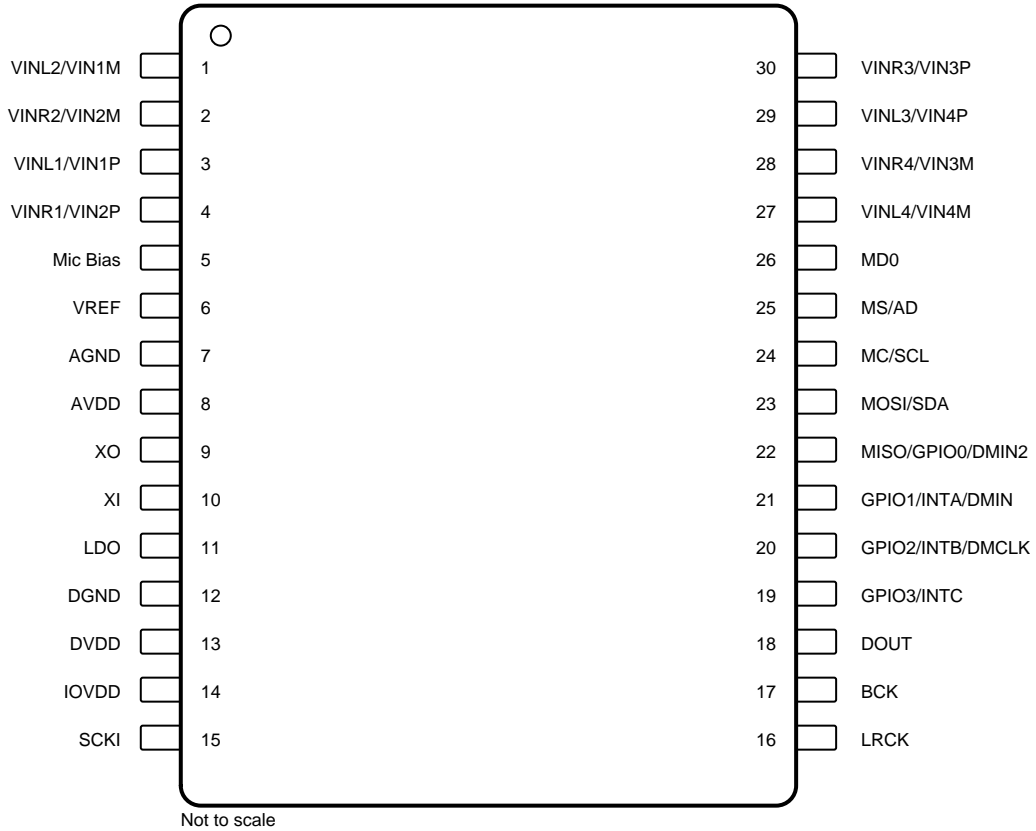 VINL2/VIN1M 1 30 VINR3/VIN3P
VINR2/VIN2M 2 29 VINL3/VIN4P
VINL1/VIN1P 3 28 VINR4/VIN3M
VINR1/VIN2P 4 27 VINL4/VIN4M
Mic Bias 5 26 MD0
VREF 6 25 MS/AD
AGND 7 24 MC/SCL
AVDD 8 23 MOSI/SDA
XO 9 22 MISO/GPIO0/DMIN2
XI 10 21 GPIO1/INTA/DMIN
LDO 11 20 GPIO2/INTB/DMCLK
DGND 12 19 GPIO3/INTC
DVDD 13 18 DOUT
IOVDD 14 17 BCK
SCKI 15 16 LRCK
Not to scale